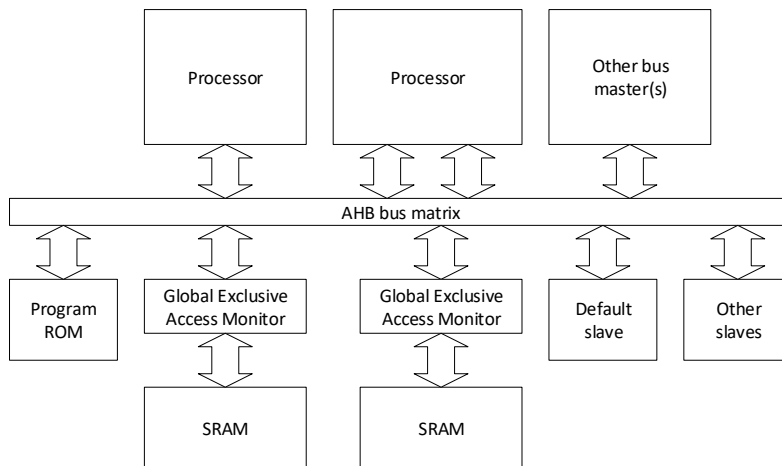 Processor
Processor
Other bus
master(s)
AHB bus matrix
Program
ROM
Global Exclusive
Access Monitor
Global Exclusive
Access Monitor
Default
slave
Other
slaves
SRAM
SRAM